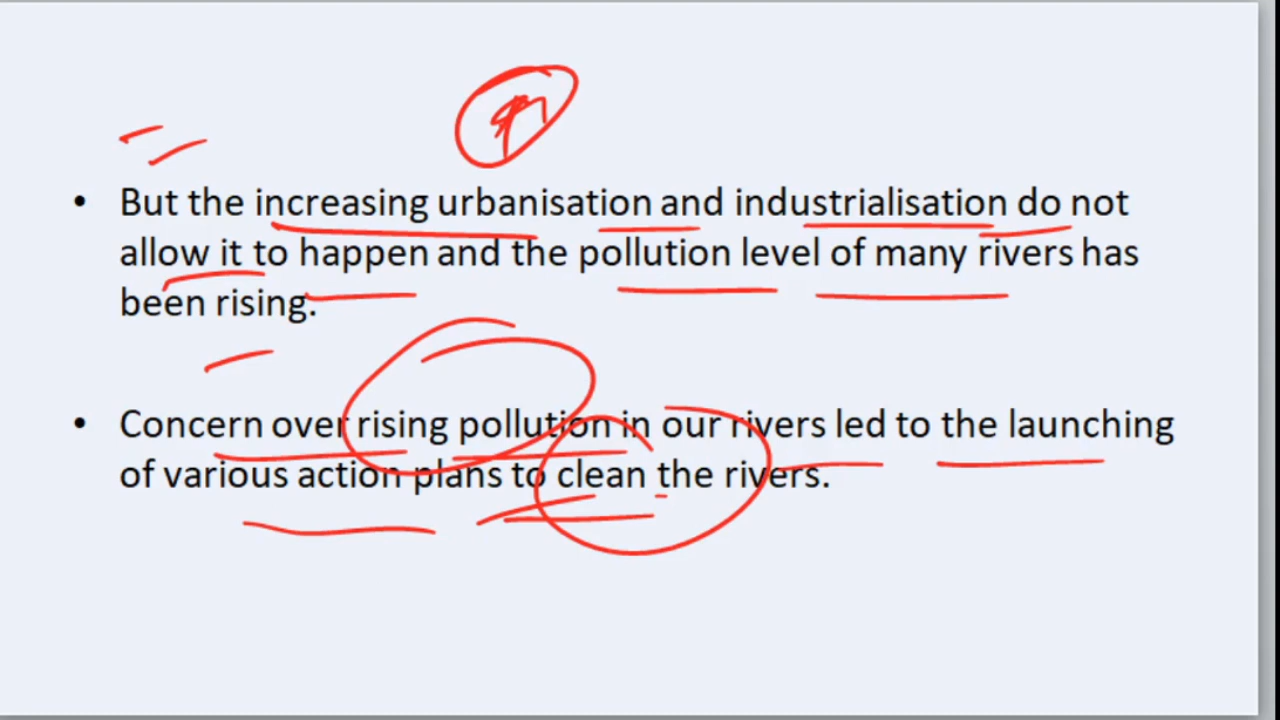 • But the increasing urbanisation and industrialisation do not
allow it to happen and the pollution level of many rivers has
been rising.
• Concern over rising pollution in our rivers led to the launching
of various action plans to clean the rivers.